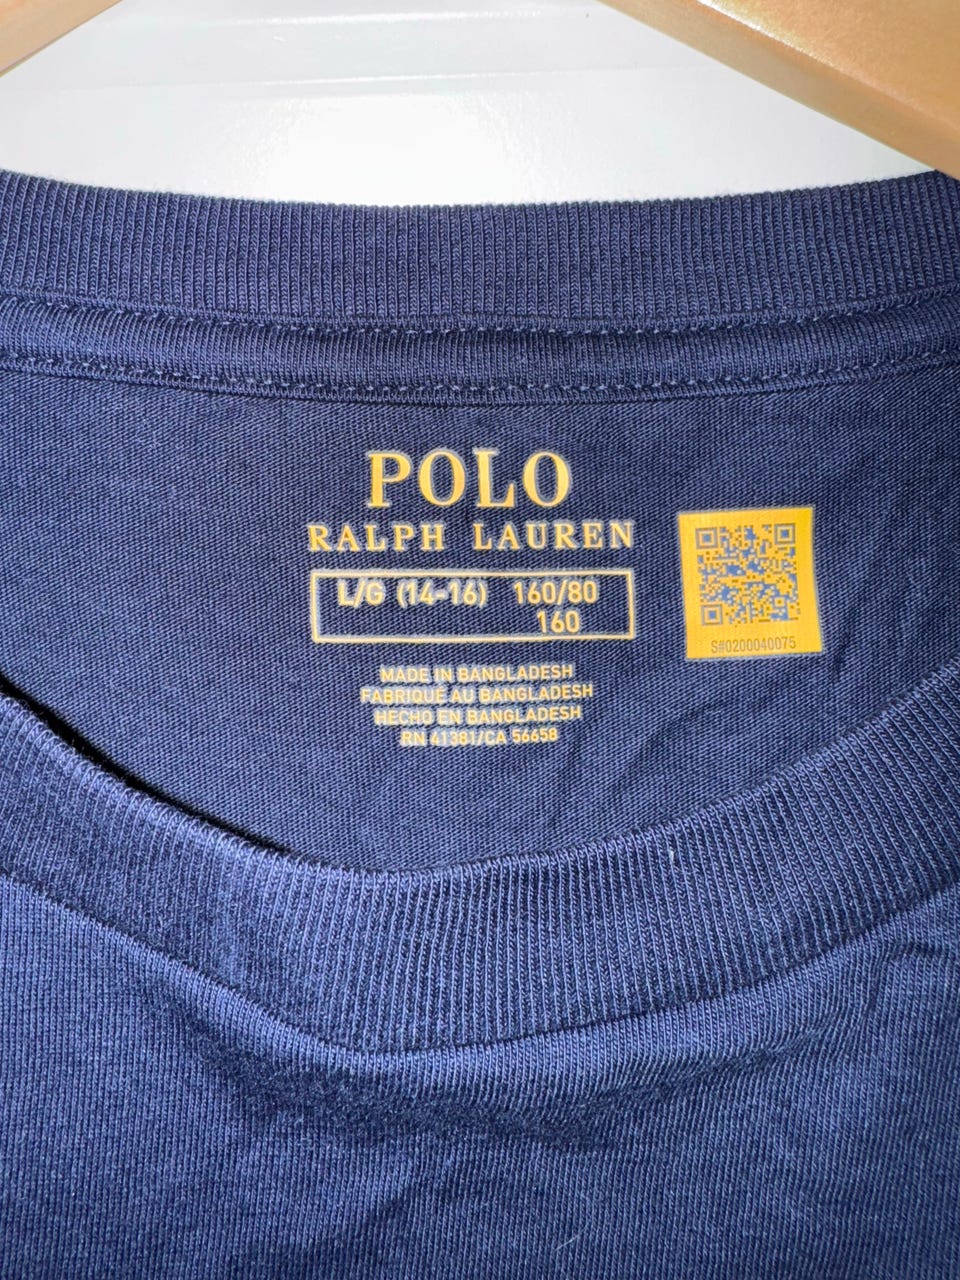 POLO
RALPH LAUREN
L/G (14-16) 160/80
160
MADE IN BANGLADESH
FABRIQUÉ AU BANGLADESH
HECHO EN BANGLADESH
RN 41381/CA 56658
S#0200040075